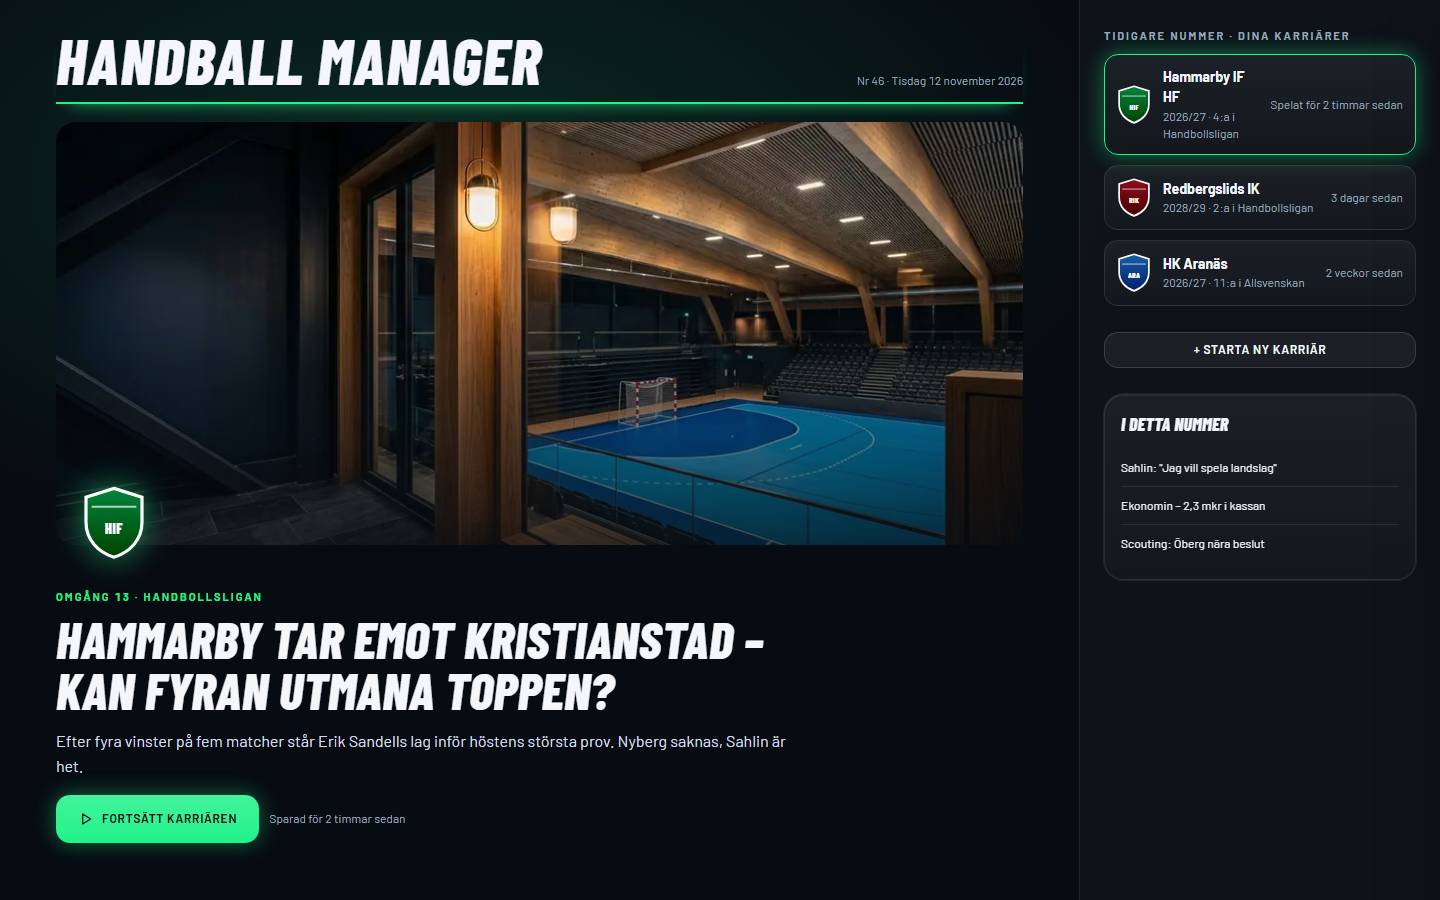 HANDBALL MANAGER
Nr 46 · Tisdag 12 november 2026
HIF
OMGÅNG 13 · HANDBOLLSLIGAN
HAMMARBY TAR EMOT KRISTIANSTAD –
KAN FYRAN UTMANA TOPPEN?
Efter fyra vinster på fem matcher står Erik Sandells lag inför höstens största prov. Nyberg saknas, Sahlin är
het.
FORTSÄTT KARRIÄREN
Sparad för 2 timmar sedan
TIDIGARE NUMMER · DINA KARRIÄRER
HIF
Hammarby IF
HF
2026/27 · 4:a i
Handbollsligan
Spelat för 2 timmar sedan
RIK
Redbergslids IK
2028/29 · 2:a i Handbollsligan
3 dagar sedan
ARA
HK Aranäs
2026/27 · 11:a i Allsvenskan
2 veckor sedan
+ STARTA NY KARRIÄR
I DETTA NUMMER
Sahlin: "Jag vill spela landslag"
Ekonomin – 2,3 mkr i kassan
Scouting: Öberg nära beslut